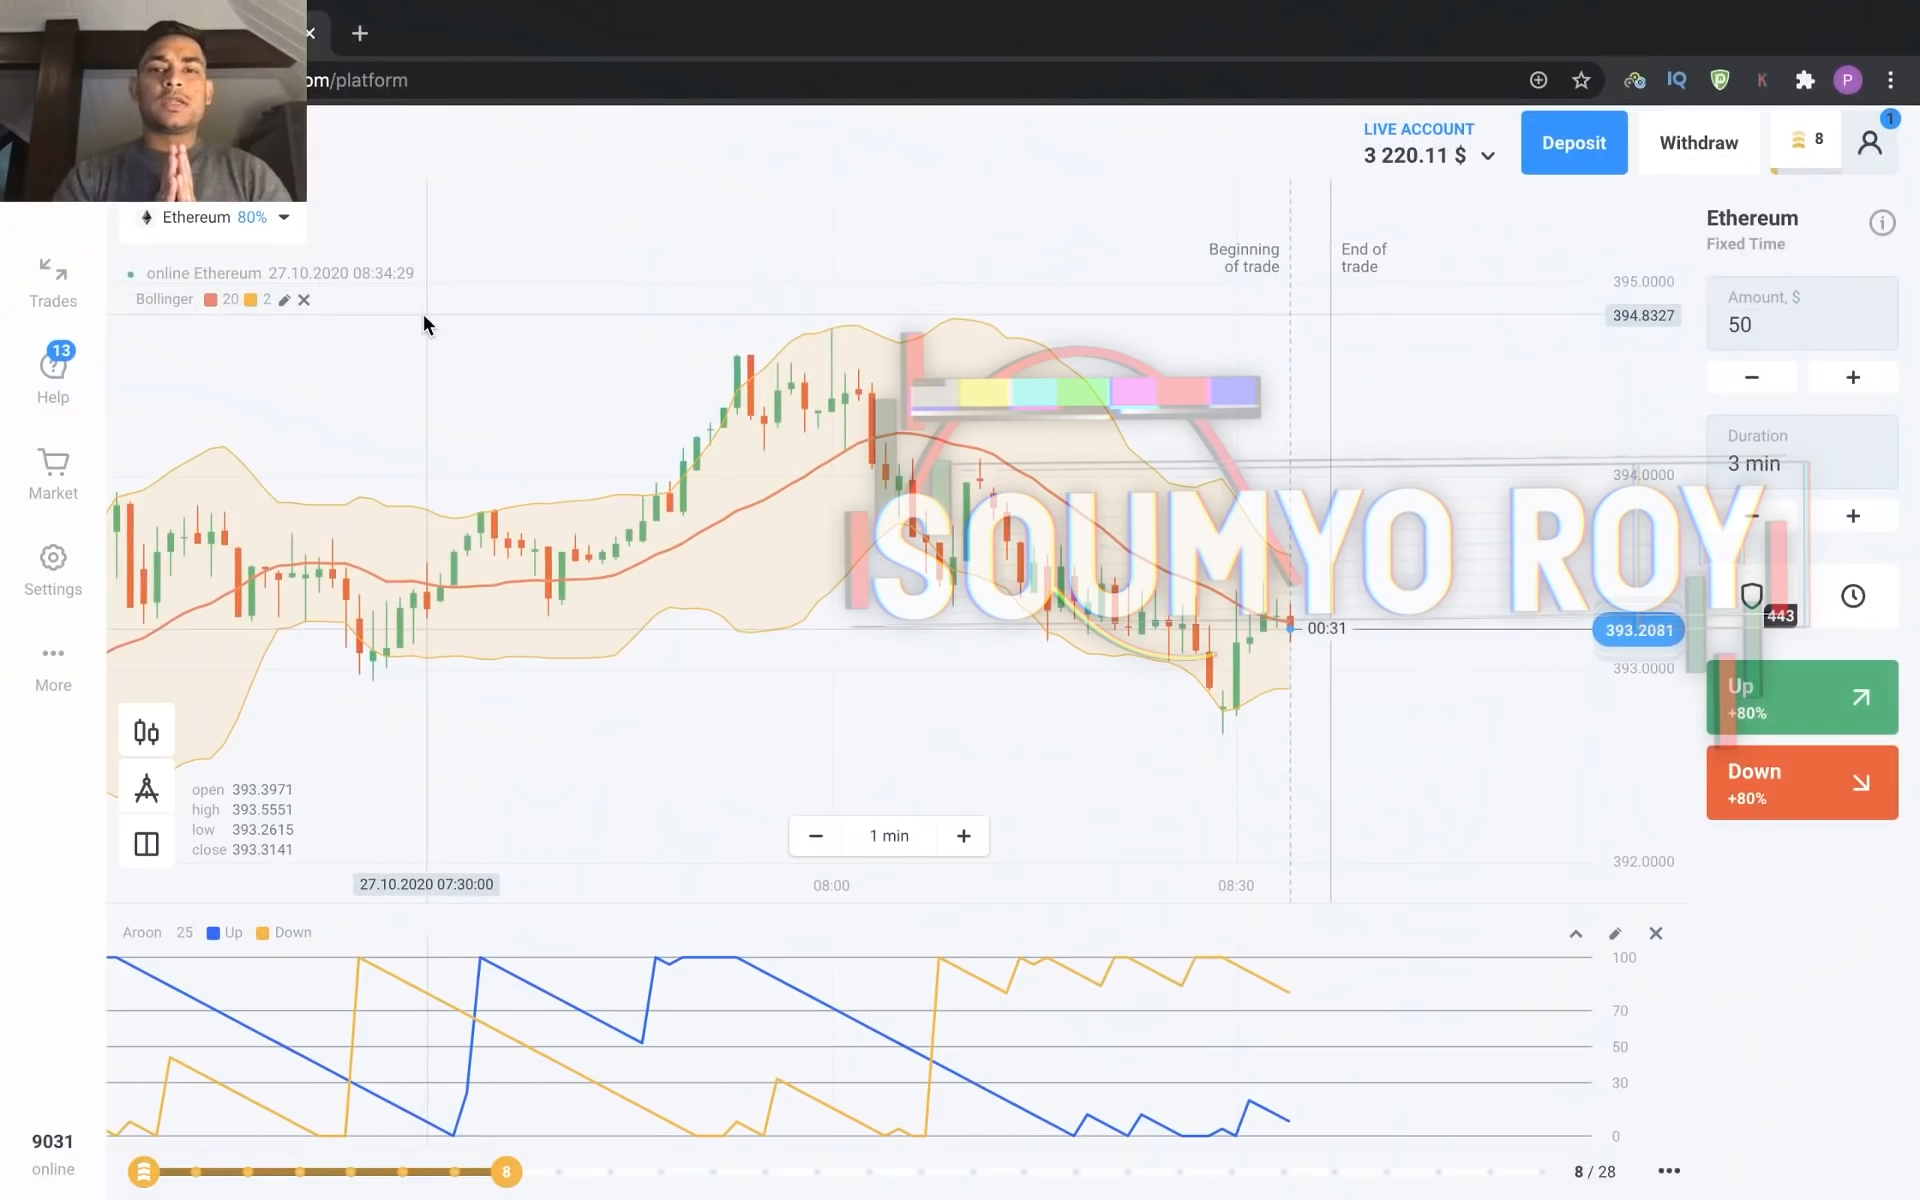 om/platform
IQ
K
P
LIVE ACCOUNT
3 220.11 $
Deposit
Withdraw
8
1
Ethereum 80%
online Ethereum 27.10.2020 08:34:29
Bollinger 20 2
Beginning of trade
End of trade
395.0000
394.8327
394.0000
393.2081
393.0000
392.0000
Trades
13
Help
Market
Settings
More
SOUMYO ROY
00:31
open 393.3971
high 393.5551
low 393.2615
close 393.3141
1 min
27.10.2020 07:30:00
08:00
08:30
Ethereum
Fixed Time
Amount, $
50
Duration
3 min
443
Up
+80%
Down
+80%
Aroon 25 Up Down
100
70
50
30
0
9031
online
8
8 / 28